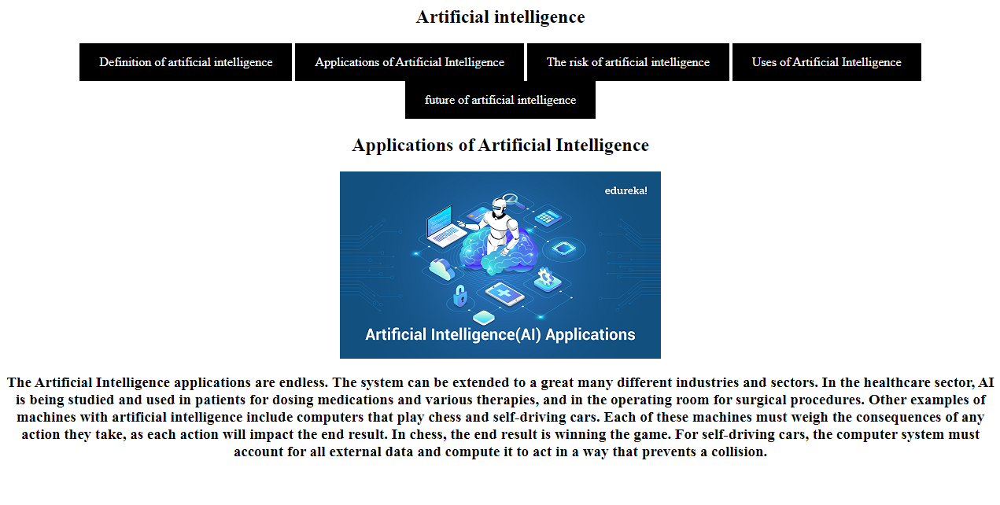 Artificial intelligence
Definition of artificial intelligence
Applications of Artificial Intelligence
The risk of artificial intelligence
Uses of Artificial Intelligence
future of artificial intelligence
Applications of Artificial Intelligence
edureka!
Artificial Intelligence(AI) Applications
The Artificial Intelligence applications are endless. The system can be extended to a great many different industries and sectors. In the healthcare sector, AI
is being studied and used in patients for dosing medications and various therapies, and in the operating room for surgical procedures. Other examples of
machines with artificial intelligence include computers that play chess and self-driving cars. Each of these machines must weigh the consequences of any
action they take, as each action will impact the end result. In chess, the end result is winning the game. For self-driving cars, the computer system must
account for all external data and compute it to act in a way that prevents a collision.